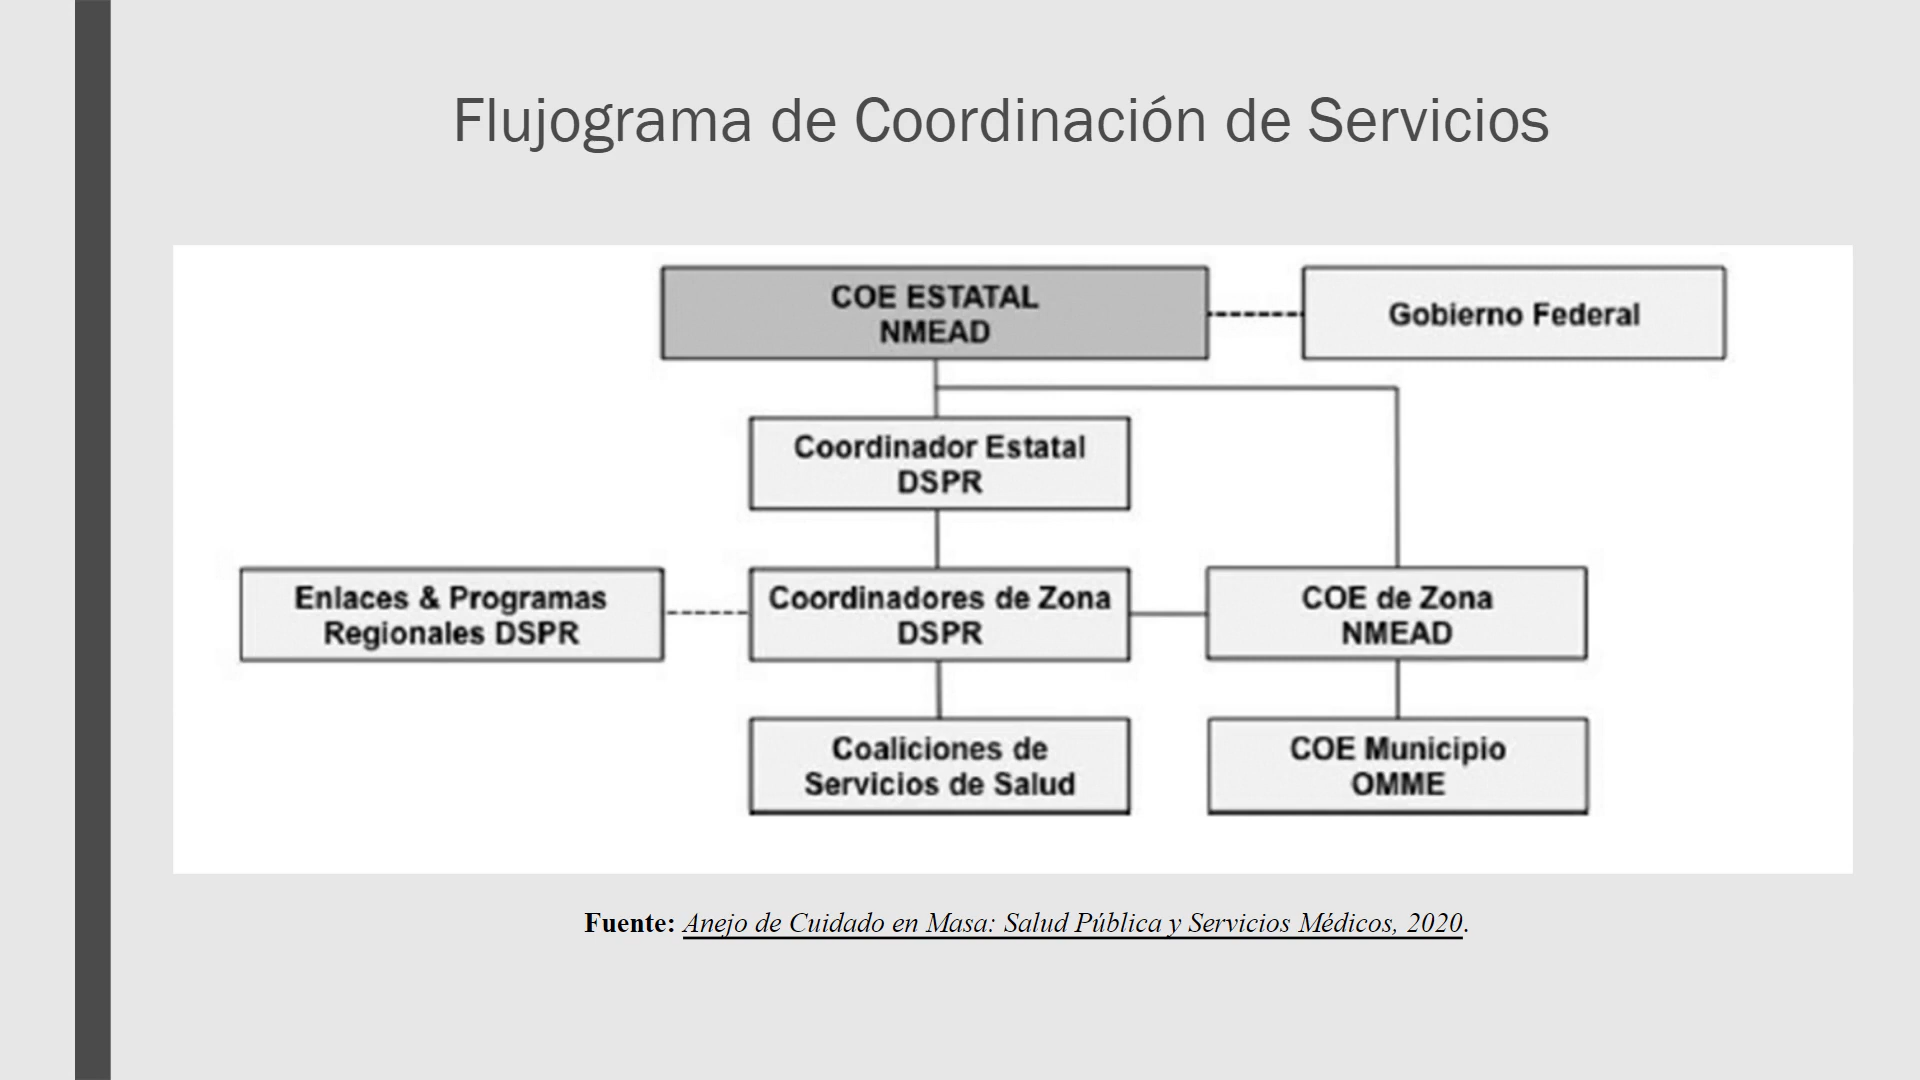 Flujograma de Coordinación de Servicios
COE ESTATAL
NMEAD
Gobierno Federal
Coordinador Estatal
DSPR
Enlaces & Programas
Regionales DSPR
Coordinadores de Zona
DSPR
COE de Zona
NMEAD
Coaliciones de
Servicios de Salud
COE Municipio
OMME
Fuente: Anejo de Cuidado en Masa: Salud Pública y Servicios Médicos, 2020.